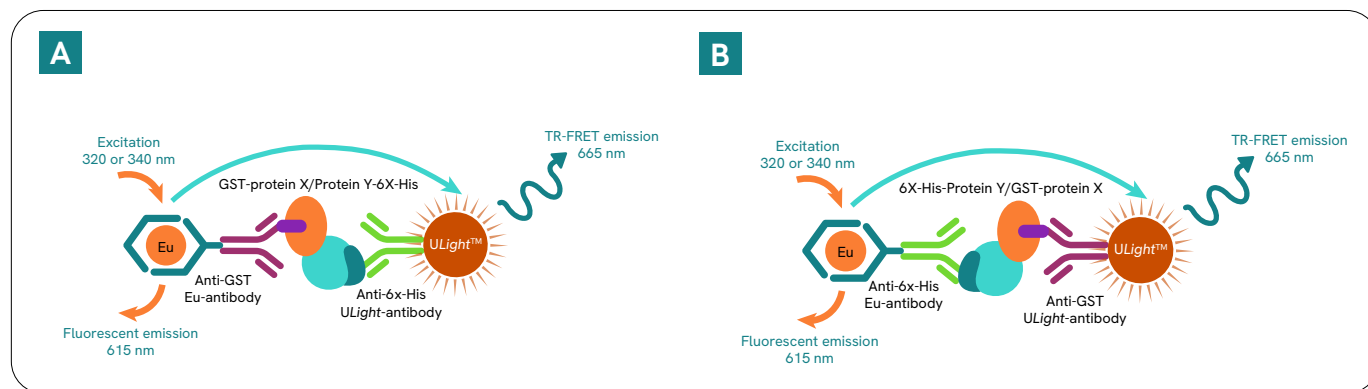 A
Excitation
320 or 340 nm
TR-FRET emission
665 nm
GST-protein X/Protein Y-6X-His
Eu
ULight™
Anti-GST
Eu-antibody
Anti-6x-His
ULight-antibody
Fluorescent emission
615 nm
B
Excitation
320 or 340 nm
TR-FRET emission
665 nm
6X-His-Protein Y/GST-protein X
Eu
ULight™
Anti-6x-His
Eu-antibody
Anti-GST
ULight-antibody
Fluorescent emission
615 nm